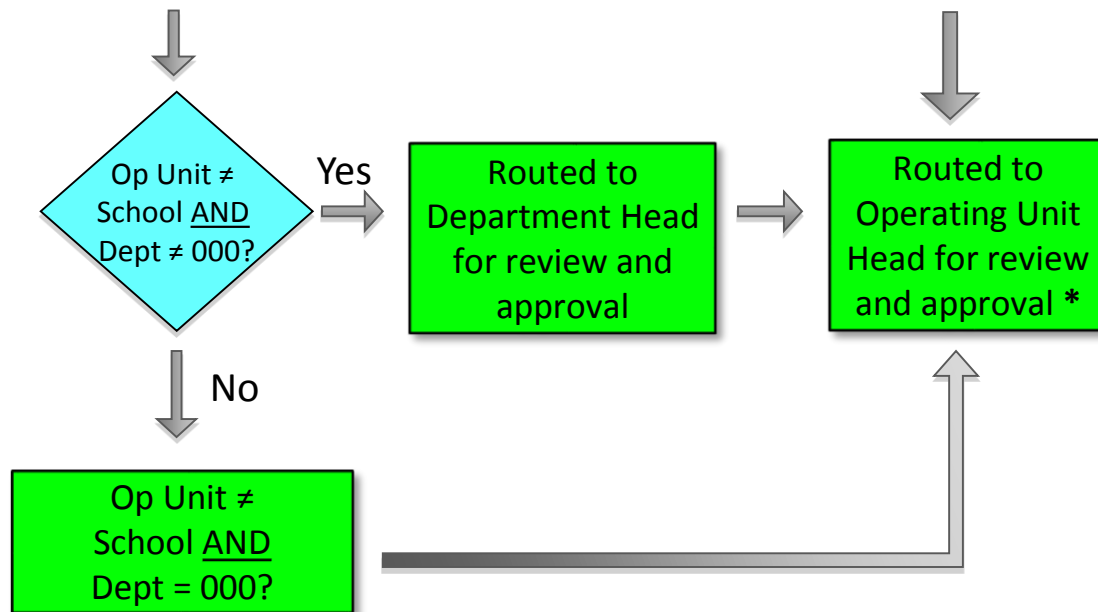 Op Unit ≠
School AND
Dept ≠ 000?
Yes
Routed to
Department Head
for review and
approval
Routed to
Operating Unit
Head for review
and approval *
No
Op Unit ≠
School AND
Dept = 000?